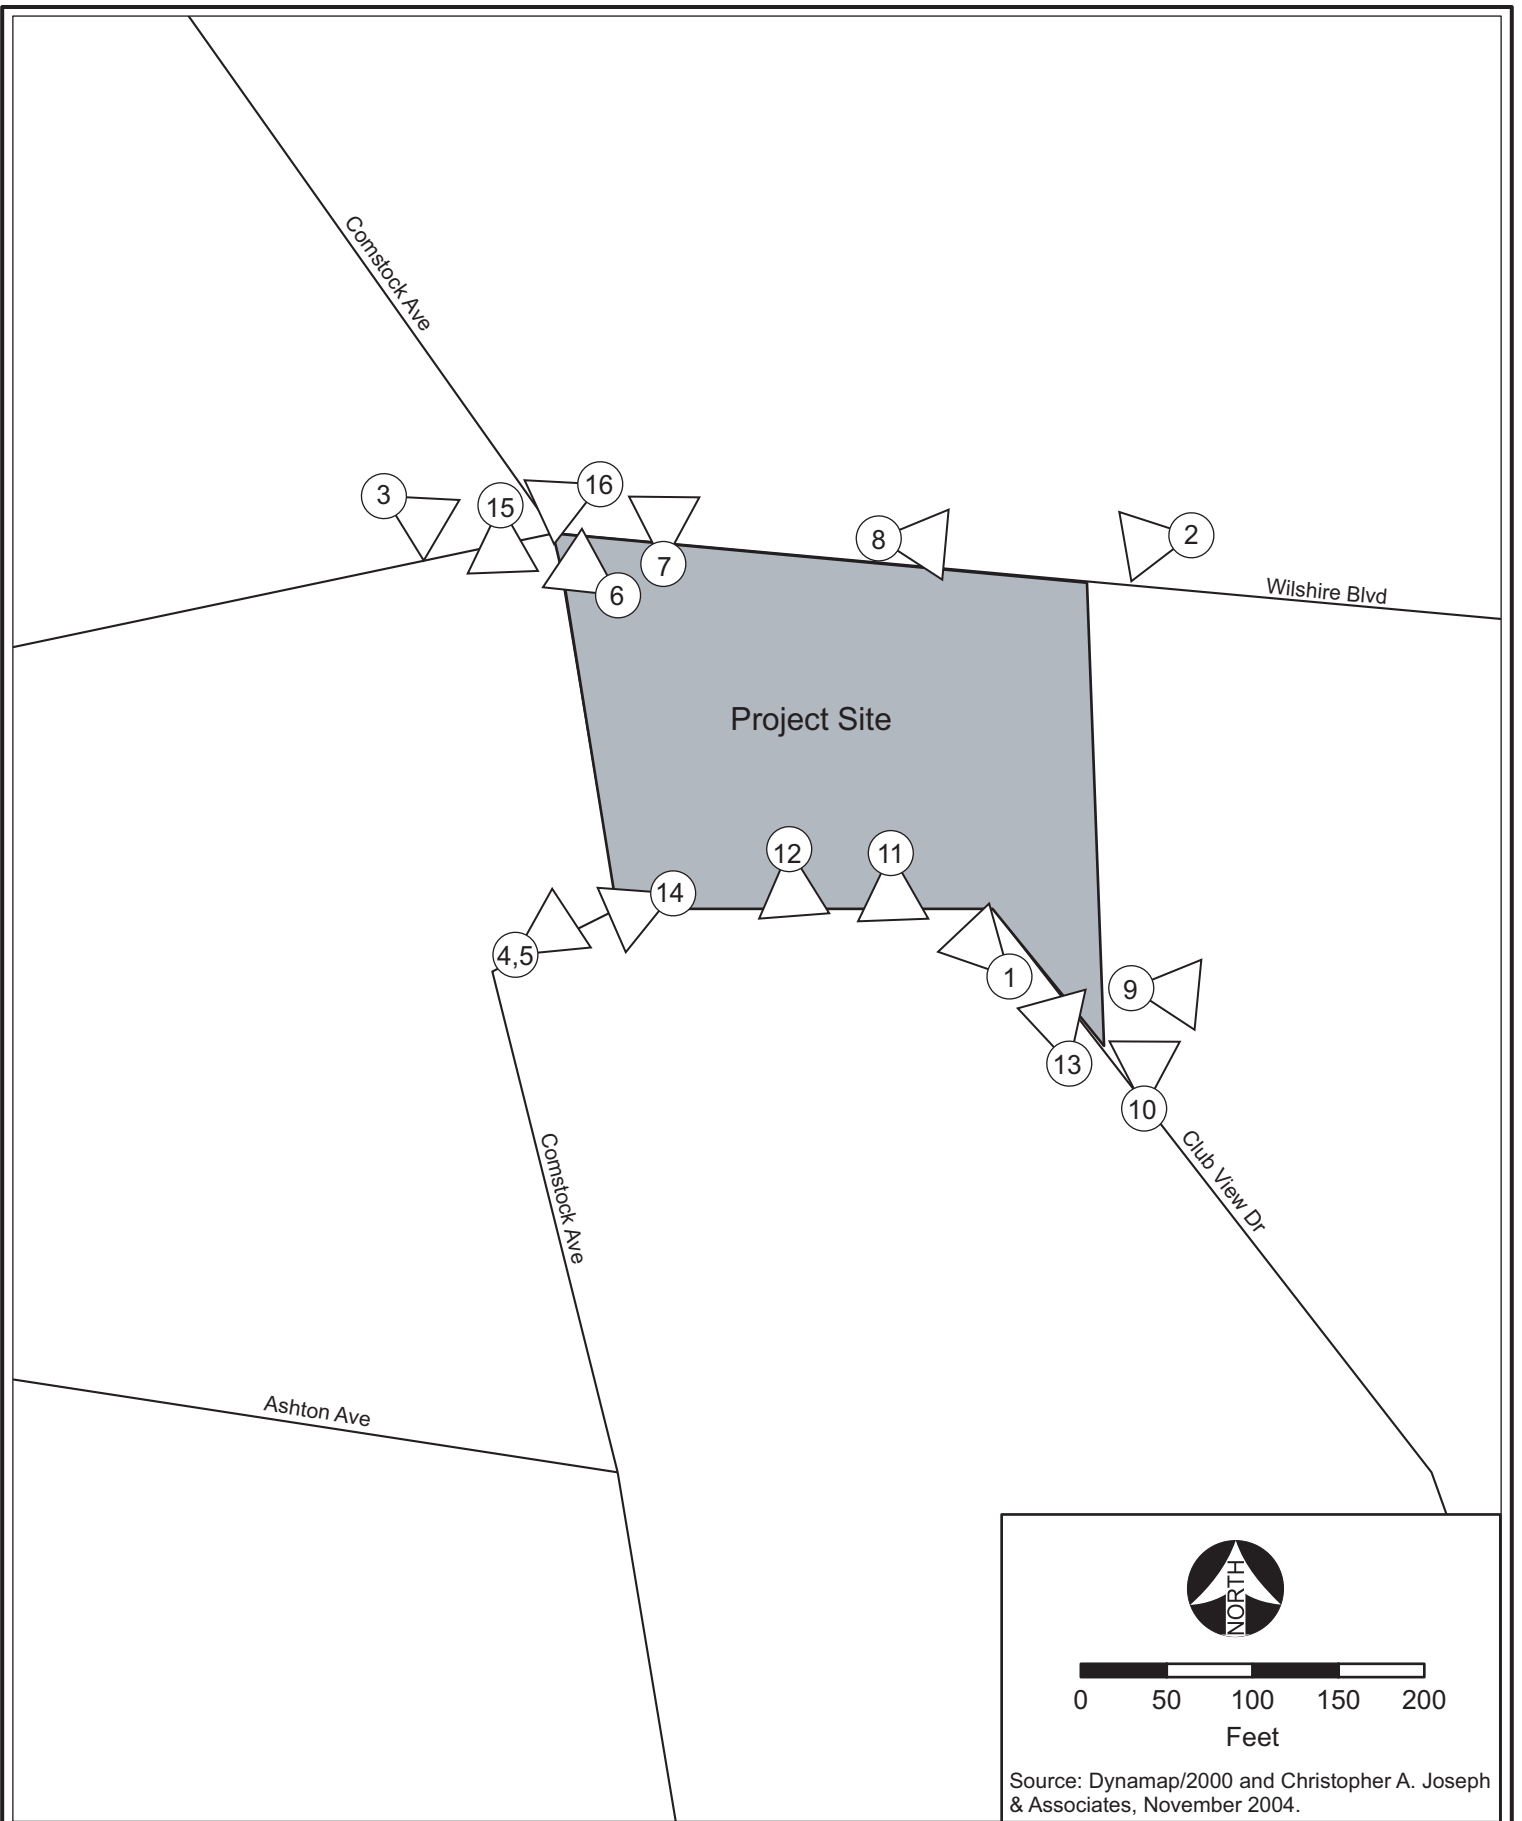 Comstock Ave
3
15
16
7
8
2
6
Wilshire Blvd
Project Site
12
11
14
4,5
1
9
13
10
Comstock Ave
Club View Dr
Ashton Ave
NORTH
0 50 100 150 200
Feet
Source: Dynamap/2000 and Christopher A. Joseph
& Associates, November 2004.